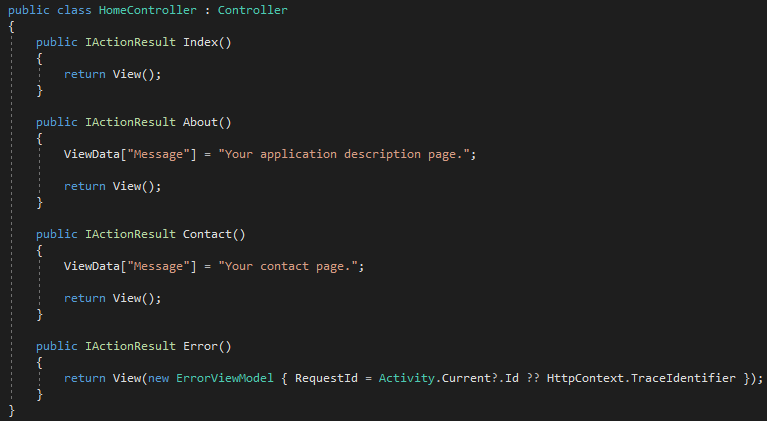 public class HomeController : Controller
{
    public IActionResult Index()
    {
        return View();
    }

    public IActionResult About()
    {
        ViewData["Message"] = "Your application description page.";

        return View();
    }

    public IActionResult Contact()
    {
        ViewData["Message"] = "Your contact page.";

        return View();
    }

    public IActionResult Error()
    {
        return View(new ErrorViewModel { RequestId = Activity.Current?.Id ?? HttpContext.TraceIdentifier });
    }
}